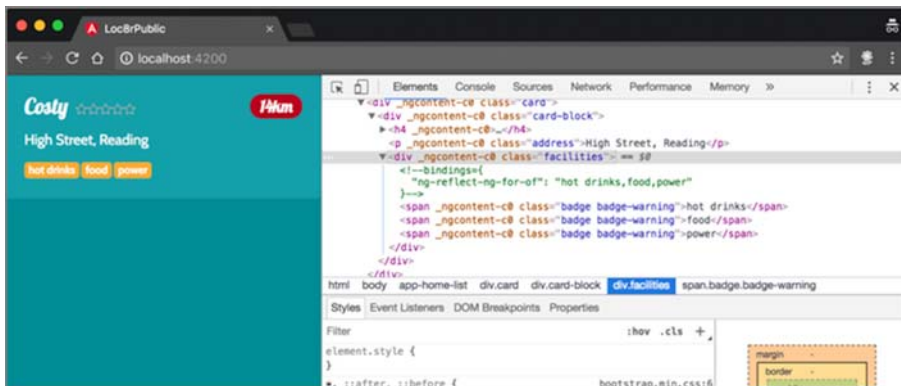 Loc8rPublic ×
localhost:4200
Costy
14km
High Street, Reading
hot drinks food power
Elements Console Sources Network Performance Memory »
▼<div _ngcontent-c0 class="card">
▼<div _ngcontent-c0 class="card-block">
▶<h4 _ngcontent-c0>…</h4>
<p _ngcontent-c0 class="address">High Street, Reading</p>
▼<div _ngcontent-c0 class="facilities"> == $0
<!--bindings={
"ng-reflect-ng-for-of": "hot drinks,food,power"
}-->
<span _ngcontent-c0 class="badge badge-warning">hot drinks</span>
<span _ngcontent-c0 class="badge badge-warning">food</span>
<span _ngcontent-c0 class="badge badge-warning">power</span>
</div>
</div>
</div>
html body app-home-list div.card div.card-block div.facilities span.badge.badge-warning
Styles Event Listeners DOM Breakpoints Properties
Filter :hov .cls +
element.style {
}
*, ::after, ::before { bootstrap.min.css:6
margin -
border -